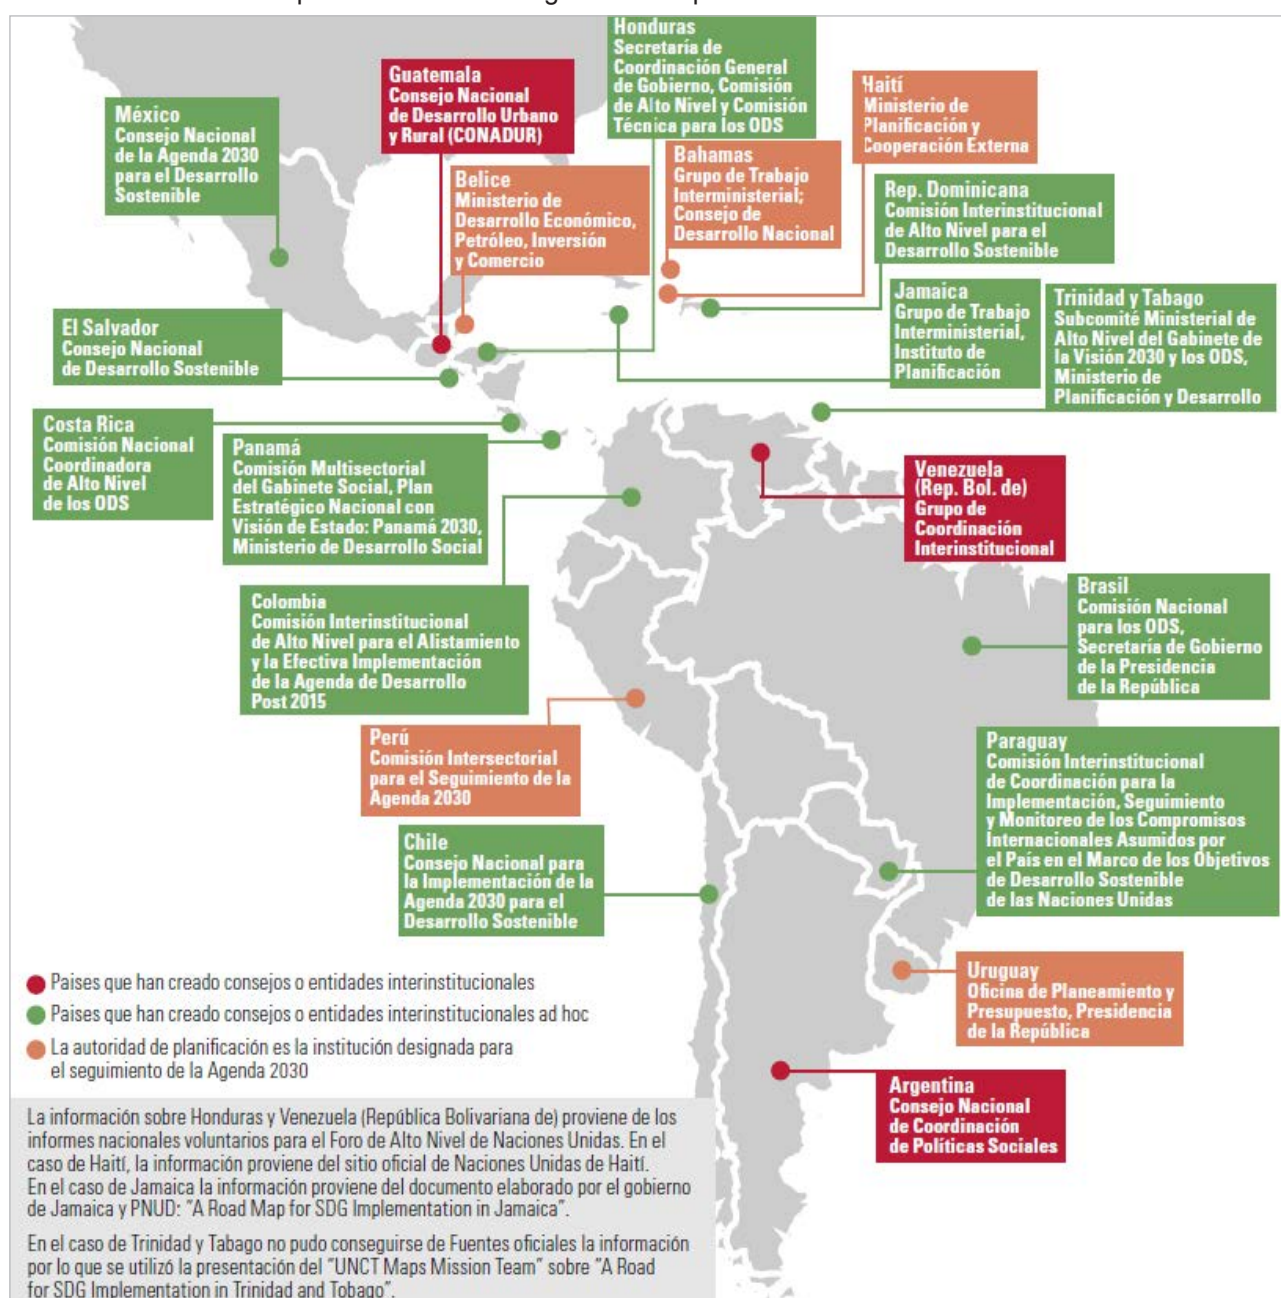 Honduras
Secretaría de
Coordinación General
de Gobierno, Comisión
de Alto Nivel y Comisión
Técnica para los ODS
Guatemala
Consejo Nacional
de Desarrollo Urbano
y Rural (CONADUR)
Haití
Ministerio de
Planificación y
Cooperación Externa
México
Consejo Nacional
de la Agenda 2030
para el Desarrollo
Sostenible
Bahamas
Grupo de Trabajo
Interministerial;
Consejo de
Desarrollo Nacional
Belice
Ministerio de
Desarrollo Económico,
Petróleo, Inversión
y Comercio
Rep. Dominicana
Comisión Interinstitucional
de Alto Nivel para el
Desarrollo Sostenible
Jamaica
Grupo de Trabajo
Interministerial,
Instituto de
Planificación
Trinidad y Tabago
Subcomité Ministerial de
Alto Nivel del Gabinete de
la Visión 2030 y los ODS,
Ministerio de
Planificación y Desarrollo
El Salvador
Consejo Nacional
de Desarrollo Sostenible
Costa Rica
Comisión Nacional
Coordinadora
de Alto Nivel
de los ODS
Panamá
Comisión Multisectorial
del Gabinete Social, Plan
Estratégico Nacional con
Visión de Estado: Panamá 2030,
Ministerio de Desarrollo Social
Venezuela
(Rep. Bol. de)
Grupo de
Coordinación
Interinstitucional
Colombia
Comisión Interinstitucional
de Alto Nivel para el Alistamiento
y la Efectiva Implementación
de la Agenda de Desarrollo
Post 2015
Brasil
Comisión Nacional
para los ODS,
Secretaría de Gobierno
de la Presidencia
de la República
Perú
Comisión Intersectorial
para el Seguimiento de la
Agenda 2030
Paraguay
Comisión Interinstitucional
de Coordinación para la
Implementación, Seguimiento
y Monitoreo de los Compromisos
Internacionales Asumidos por
el País en el Marco de los Objetivos
de Desarrollo Sostenible
de las Naciones Unidas
Chile
Consejo Nacional para
la Implementación de la
Agenda 2030 para el
Desarrollo Sostenible
Uruguay
Oficina de Planeamiento y
Presupuesto, Presidencia
de la República
Argentina
Consejo Nacional
de Coordinación
de Políticas Sociales
Paises que han creado consejos o entidades interinstitucionales
Paises que han creado consejos o entidades interinstitucionales ad hoc
La autoridad de planificación es la institución designada para
el seguimiento de la Agenda 2030
La información sobre Honduras y Venezuela (República Bolivariana de) proviene de los
informes nacionales voluntarios para el Foro de Alto Nivel de Naciones Unidas. En el
caso de Haití, la información proviene del sitio oficial de Naciones Unidas de Haití.
En el caso de Jamaica la información proviene del documento elaborado por el gobierno
de Jamaica y PNUD: "A Road Map for SDG Implementation in Jamaica".
En el caso de Trinidad y Tabago no pudo conseguirse de Fuentes oficiales la información
por lo que se utilizó la presentación del "UNCT Maps Mission Team" sobre "A Road
for SDG Implementation in Trinidad and Tobago".